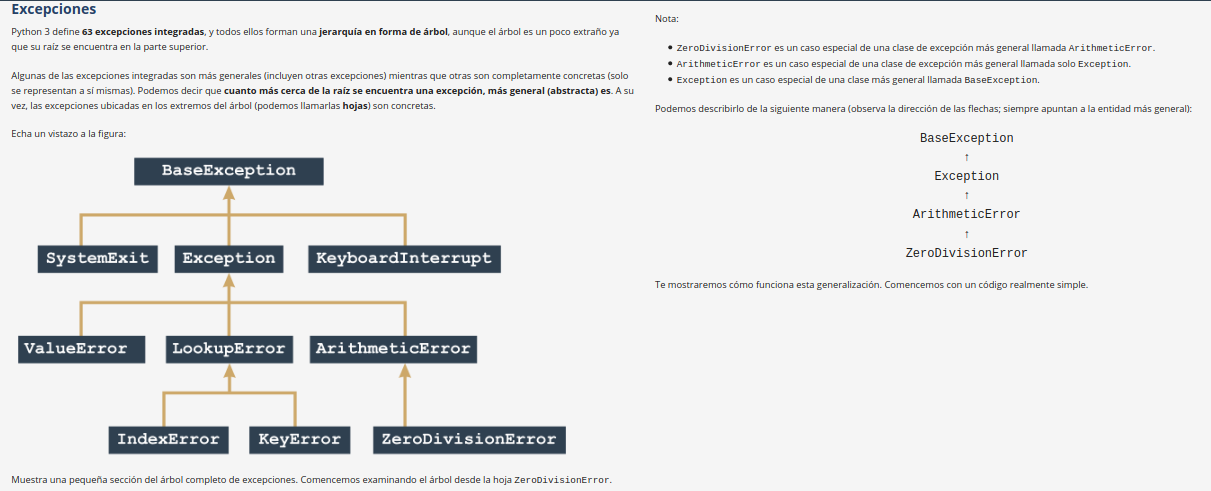 Excepciones
Python 3 define 63 excepciones integradas, y todos ellos forman una jerarquía en forma de árbol, aunque el árbol es un poco extraño ya
que su raíz se encuentra en la parte superior.
Algunas de las excepciones integradas son más generales (incluyen otras excepciones) mientras que otras son completamente concretas (solo
se representan a sí mismas). Podemos decir que cuanto más cerca de la raíz se encuentra una excepción, más general (abstracta) es. A su
vez, las excepciones ubicadas en los extremos del árbol (podemos llamarlas hojas) son concretas.
Echa un vistazo a la figura:
BaseException
SystemExit Exception KeyboardInterrupt
ValueError LookupError ArithmeticError
IndexError KeyError ZeroDivisionError
Muestra una pequeña sección del árbol completo de excepciones. Comencemos examinando el árbol desde la hoja ZeroDivisionError.
Nota:
• ZeroDivisionError es un caso especial de una clase de excepción más general llamada ArithmeticError.
• ArithmeticError es un caso especial de una clase de excepción más general llamada solo Exception.
• Exception es un caso especial de una clase más general llamada BaseException.
Podemos describirlo de la siguiente manera (observa la dirección de las flechas; siempre apuntan a la entidad más general):
BaseException
↑
Exception
↑
ArithmeticError
↑
ZeroDivisionError
Te mostraremos cómo funciona esta generalización. Comencemos con un código realmente simple.